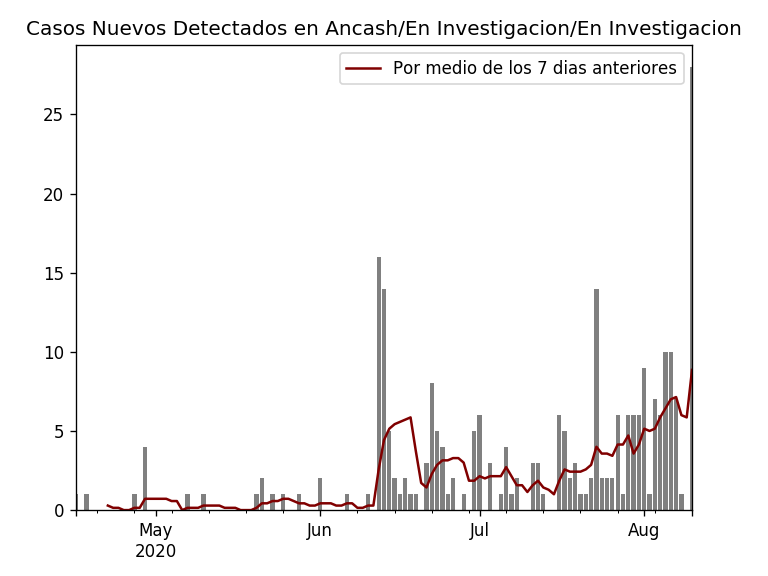 Casos Nuevos Detectados en Ancash/En Investigacion/En Investigacion
Por medio de los 7 dias anteriores
25
20
15
10
5
0
May
2020
Jun
Jul
Aug